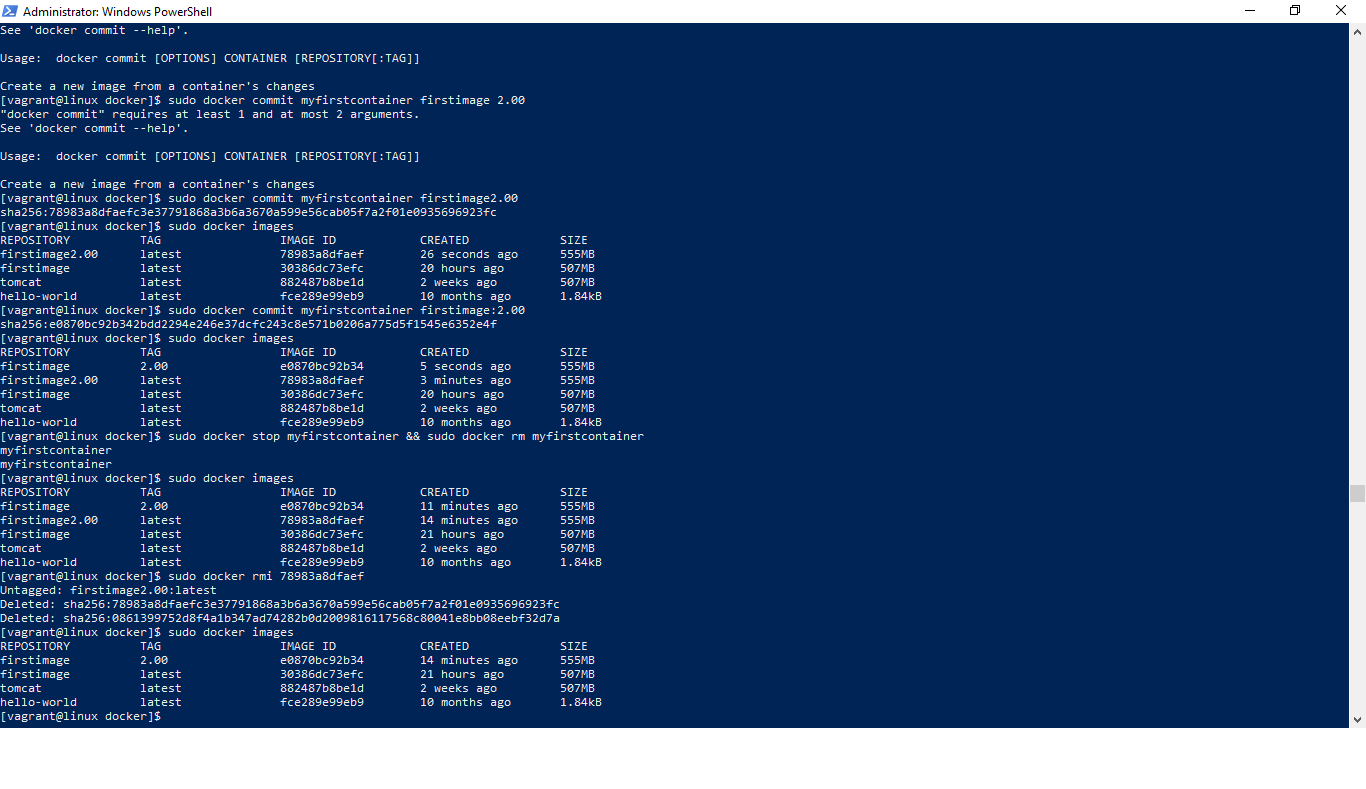 Administrator: Windows PowerShell
See 'docker commit --help'.
Usage:  docker commit [OPTIONS] CONTAINER [REPOSITORY[:TAG]]
Create a new image from a container's changes
[vagrant@linux docker]$ sudo docker commit myfirstcontainer firstimage 2.00
"docker commit" requires at least 1 and at most 2 arguments.
See 'docker commit --help'.
Usage:  docker commit [OPTIONS] CONTAINER [REPOSITORY[:TAG]]
Create a new image from a container's changes
[vagrant@linux docker]$ sudo docker commit myfirstcontainer firstimage2.00
sha256:78983a8dfaefc3e37791868a3b6a3670a599e56cab05f7a2f01e0935696923fc
[vagrant@linux docker]$ sudo docker images
REPOSITORY          TAG                 IMAGE ID            CREATED             SIZE
firstimage2.00      latest              78983a8dfaef        26 seconds ago      555MB
firstimage          latest              30386dc73efc        20 hours ago        507MB
tomcat              latest              882487b8be1d        2 weeks ago         507MB
hello-world         latest              fce289e99eb9        10 months ago       1.84kB
[vagrant@linux docker]$ sudo docker commit myfirstcontainer firstimage:2.00
sha256:e0870bc92b342bdd2294e246e37dcfc243c8e571b0206a775d5f1545e6352e4f
[vagrant@linux docker]$ sudo docker images
REPOSITORY          TAG                 IMAGE ID            CREATED             SIZE
firstimage          2.00                e0870bc92b34        5 seconds ago       555MB
firstimage2.00      latest              78983a8dfaef        3 minutes ago       555MB
firstimage          latest              30386dc73efc        20 hours ago        507MB
tomcat              latest              882487b8be1d        2 weeks ago         507MB
hello-world         latest              fce289e99eb9        10 months ago       1.84kB
[vagrant@linux docker]$ sudo docker stop myfirstcontainer && sudo docker rm myfirstcontainer
myfirstcontainer
myfirstcontainer
[vagrant@linux docker]$ sudo docker images
REPOSITORY          TAG                 IMAGE ID            CREATED             SIZE
firstimage          2.00                e0870bc92b34        11 minutes ago      555MB
firstimage2.00      latest              78983a8dfaef        14 minutes ago      555MB
firstimage          latest              30386dc73efc        21 hours ago        507MB
tomcat              latest              882487b8be1d        2 weeks ago         507MB
hello-world         latest              fce289e99eb9        10 months ago       1.84kB
[vagrant@linux docker]$ sudo docker rmi 78983a8dfaef
Untagged: firstimage2.00:latest
Deleted: sha256:78983a8dfaefc3e37791868a3b6a3670a599e56cab05f7a2f01e0935696923fc
Deleted: sha256:0861399752d8f4a1b347ad74282b0d2009816117568c80041e8bb08eebf32d7a
[vagrant@linux docker]$ sudo docker images
REPOSITORY          TAG                 IMAGE ID            CREATED             SIZE
firstimage          2.00                e0870bc92b34        14 minutes ago      555MB
firstimage          latest              30386dc73efc        21 hours ago        507MB
tomcat              latest              882487b8be1d        2 weeks ago         507MB
hello-world         latest              fce289e99eb9        10 months ago       1.84kB
[vagrant@linux docker]$